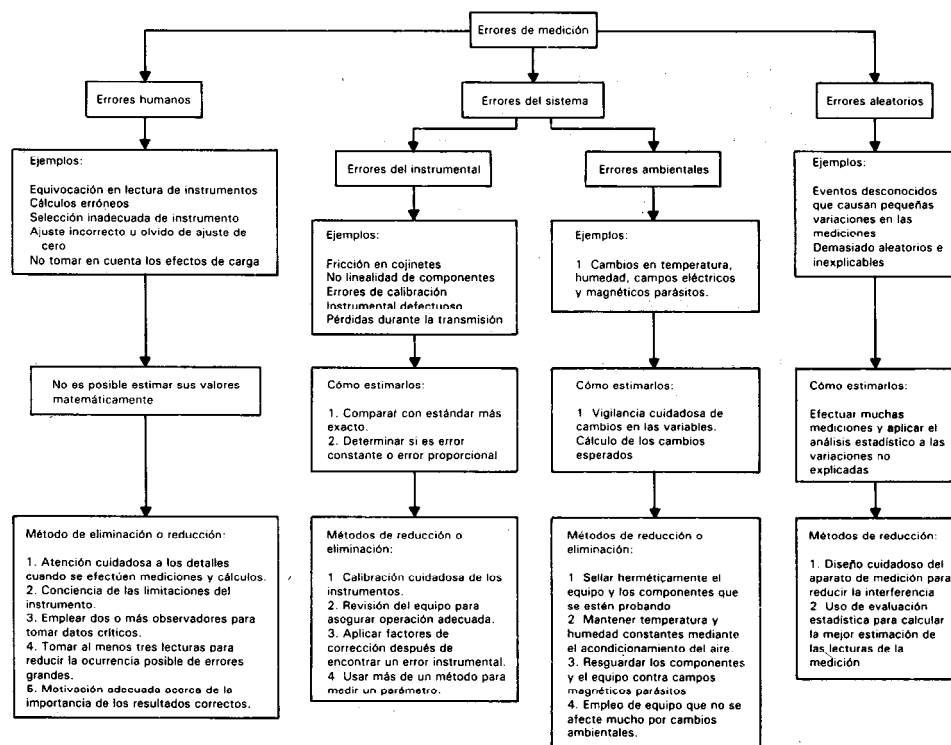 Errores de medición
Errores humanos
Ejemplos:
Equivocación en lectura de instrumentos
Cálculos erróneos
Selección inadecuada de instrumento
Ajuste incorrecto u olvido de ajuste de
cero
No tomar en cuenta los efectos de carga
No es posible estimar sus valores
matemáticamente
Método de eliminación o reducción:
1. Atención cuidadosa a los detalles
cuando se efectúen mediciones y cálculos.
2. Conciencia de las limitaciones del
instrumento.
3. Emplear dos o más observadores para
tomar datos críticos.
4. Tomar al menos tres lecturas para
reducir la ocurrencia posible de errores
grandes.
5. Motivación adecuada acerca de la
importancia de los resultados correctos.
Errores del sistema
Errores del instrumental
Ejemplos:
Fricción en cojinetes
No linealidad de componentes
Errores de calibración
Instrumental defectuoso
Pérdidas durante la transmisión
Cómo estimarlos:
1. Comparat con estándar más
exacto.
2. Determinar si es error
constante o error proporcional
Métodos de reducción o
eliminación:
1 Calibración cuidadosa de los
instrumentos.
2. Revisión del equipo para
asogurar operación adecuada.
3. Aplicar factores de
corrección después de
encontrar un error instrumental.
4 Usar más de un método para
medir un parámetro.
Errores ambientales
Ejemplos:
1 Cambios en temperatura,
humedad, campos eléctricos
y magnéticos parásitos.
Cómo estimarlos:
1 Vigilancia cuidadosa de
cambios en las variables.
Cálculo de los cambios
esperados
Métodos de reducción o
eliminación:
1 Sellar herméticamente el
equipo y los componentes que
se estén probando
2 Mantener temperatura y
humedad constantes mediante
el acondicionamiento del aire.
3. Resguardar los componentes
y el equipo contra campos
magnéticos parásitos
4. Empleo de equipo que no se
afecte mucho por cambios
ambientales.
Errores aleatorios
Ejemplos:
Eventos desconocidos
que causan pequeñas
variaciones en las
mediciones
Demasiado aleatorios e
inexplicables
Cómo estimarlos:
Efectuar muchas
mediciones y aplicar el
análisis estadístico a las
variaciones no
explicadas
Métodos de reducción:
1. Diseño cuidadoso del
aparato de medición para
reducir la interferencia
2 Uso de evaluación
estadística para calcular
la mejor estimación de
las lecturas de la
medición